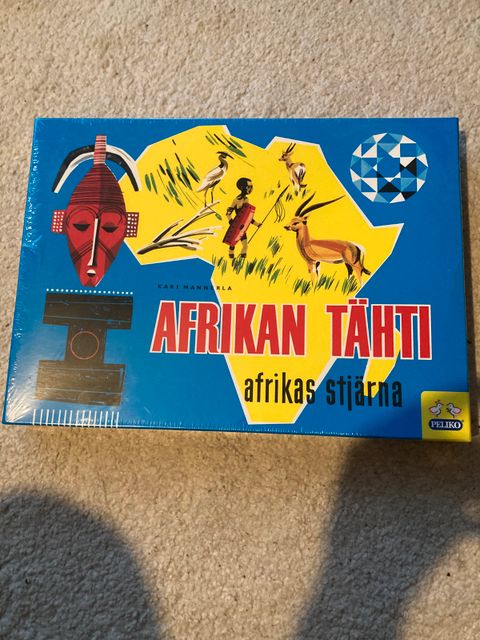 KARI MANNERLA
AFRIKAN TÄHTI
afrikas stjärna
PELIKO